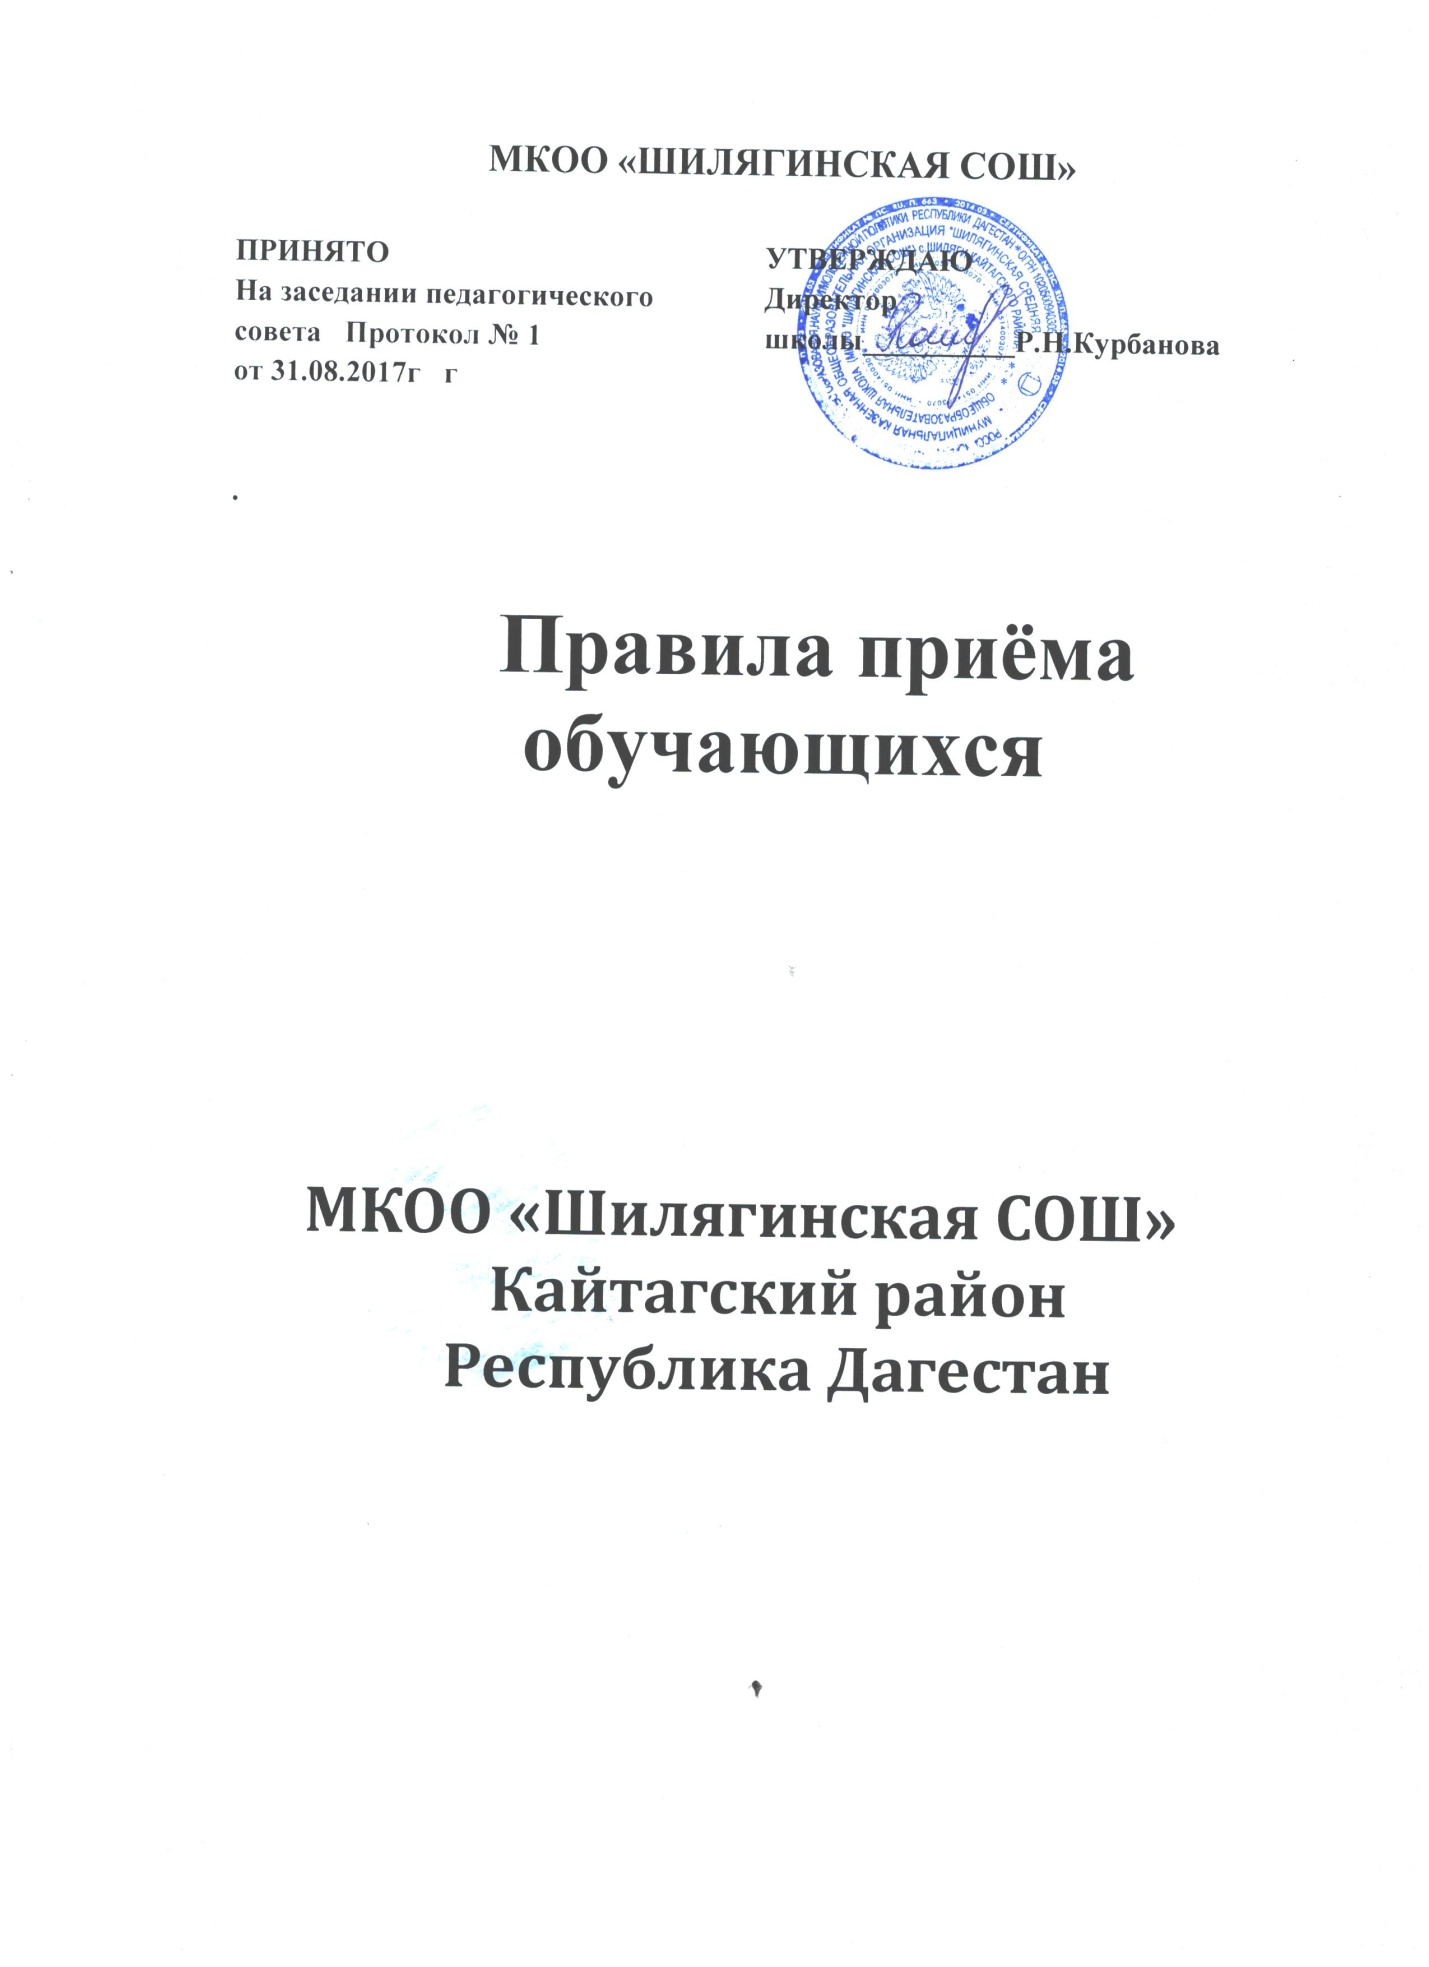 МКОО «ШИЛЯГИНСКАЯ СОШ»
ПРИНЯТО
На заседании педагогического
совета Протокол № 1
от 31.08.2017г г
УТВЕРЖДАЮ
Директор
школы____________Р.Н.Курбанова
Правила приёма
обучающихся
МКОО «Шилягинская СОШ»
Кайтагский район
Республика Дагестан